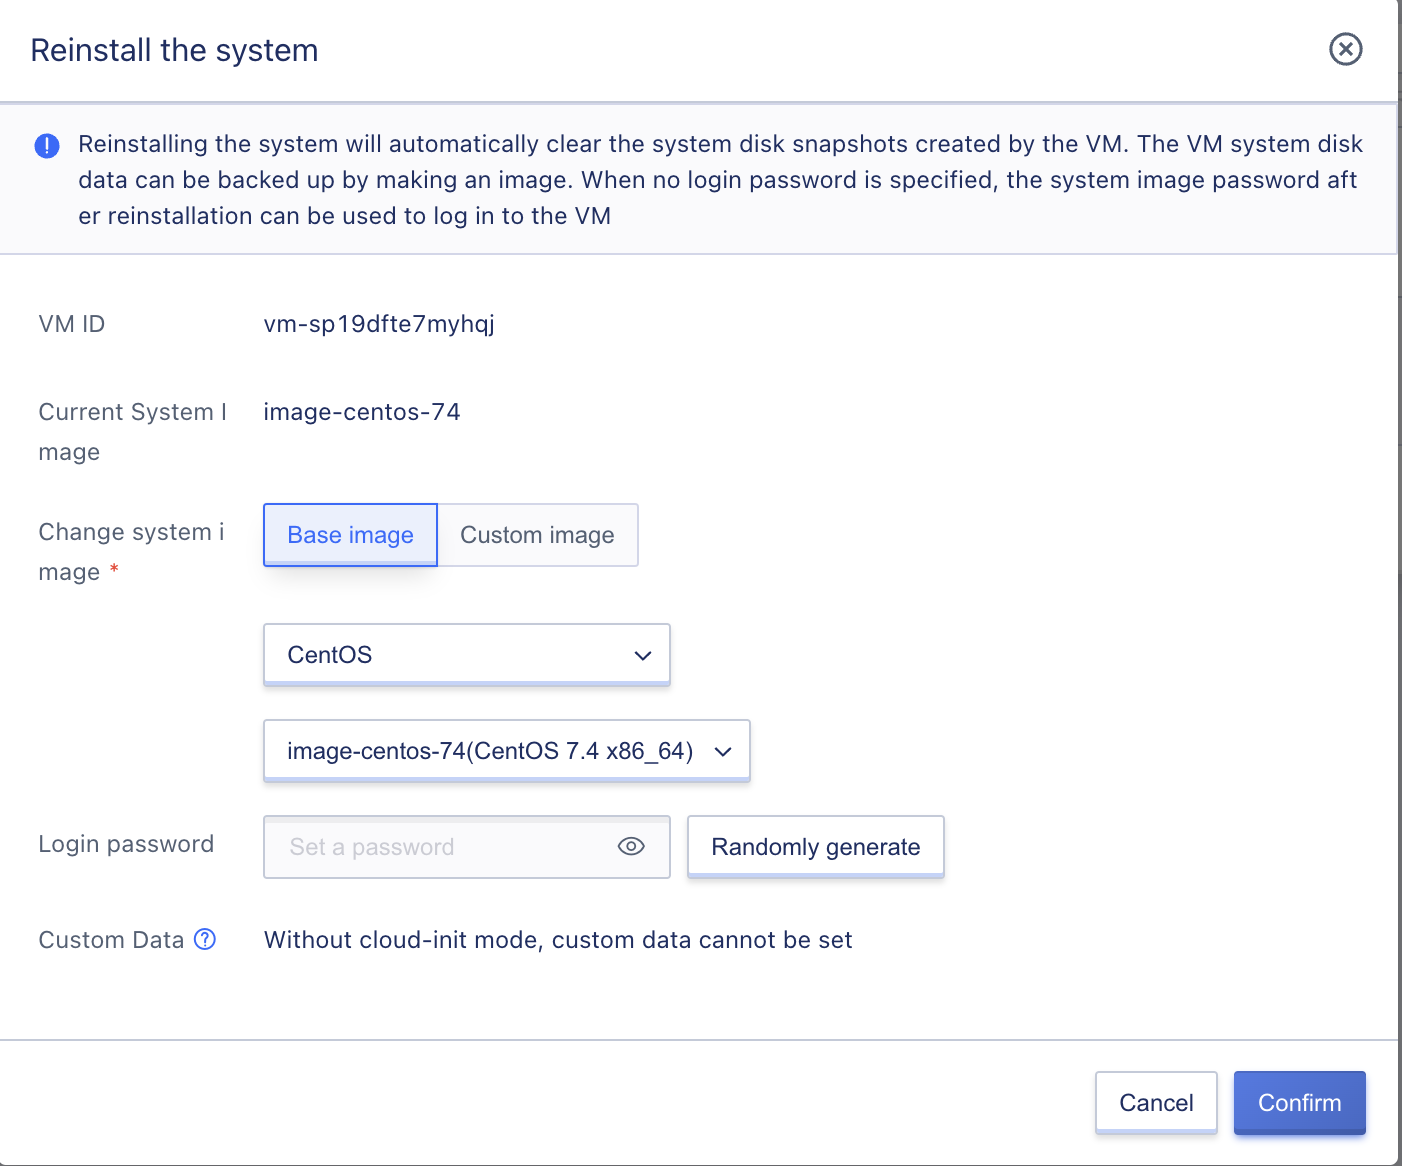 Reinstall the system
Reinstalling the system will automatically clear the system disk snapshots created by the VM. The VM system disk
data can be backed up by making an image. When no login password is specified, the system image password aft
er reinstallation can be used to log in to the VM
VM ID
vm-sp19dfte7myhqj
Current System I
mage
image-centos-74
Change system i
mage *
Base image
Custom image
CentOS
image-centos-74(CentOS 7.4 x86_64)
Login password
Set a password
Randomly generate
Custom Data
Without cloud-init mode, custom data cannot be set
Cancel
Confirm